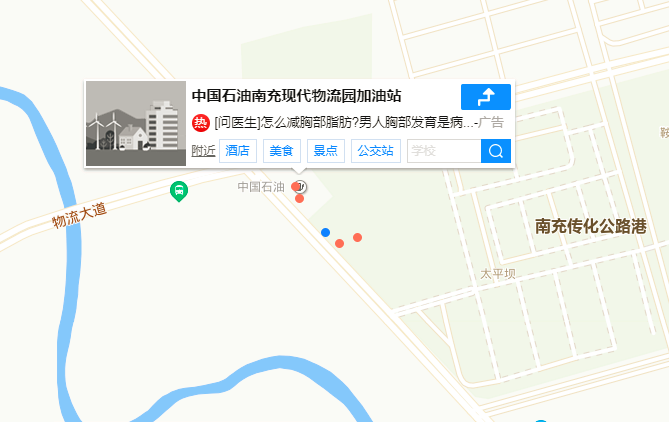 中国石油南充现代物流园加油站
热 [问医生]怎么减胸部脂肪?男人胸部发育是病...-广告
附近 酒店 美食 景点 公交站 学校
鞍
中国石油
物流大道
南充传化公路港
太平坝